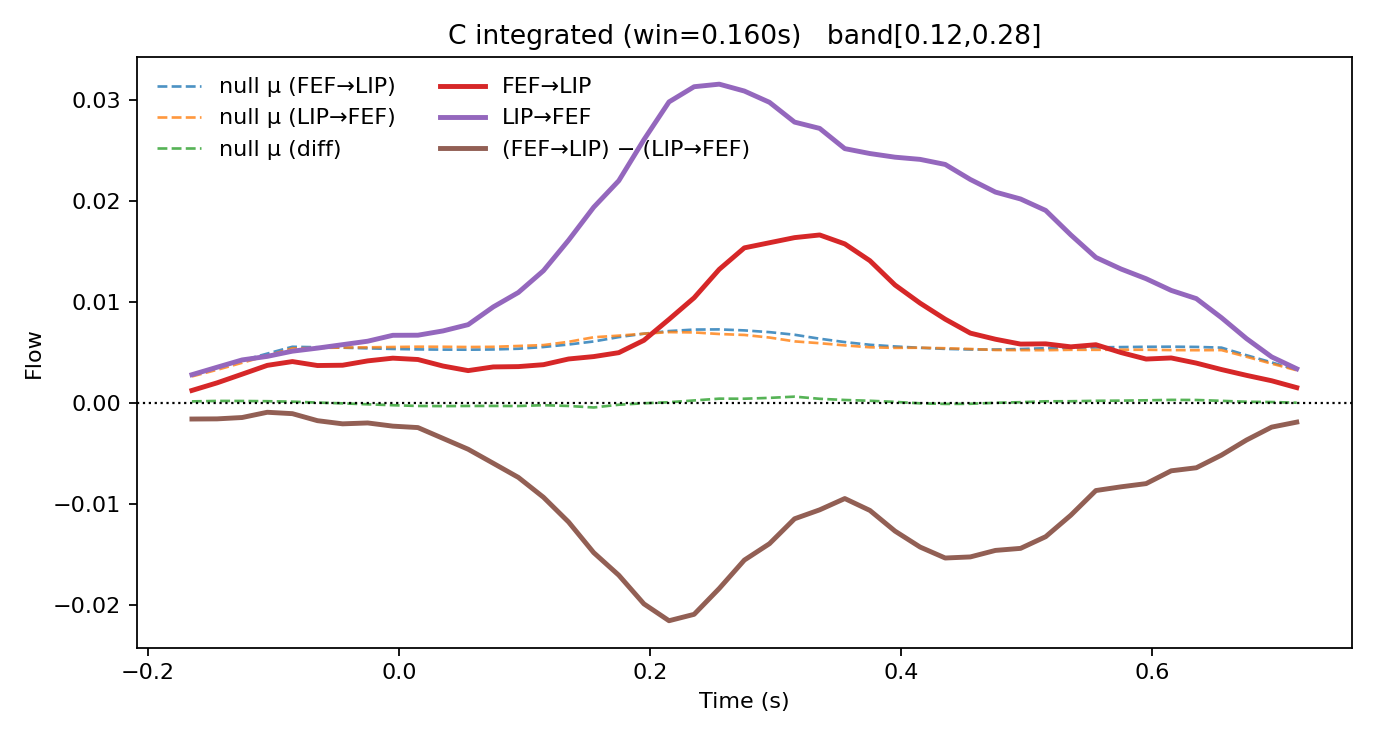 C integrated (win=0.160s)   band[0.12,0.28]
null μ (FEF→LIP)
null μ (LIP→FEF)
null μ (diff)
FEF→LIP
LIP→FEF
(FEF→LIP) − (LIP→FEF)
Flow
0.03
0.02
0.01
0.00
−0.01
−0.02
−0.2
0.0
0.2
0.4
0.6
Time (s)